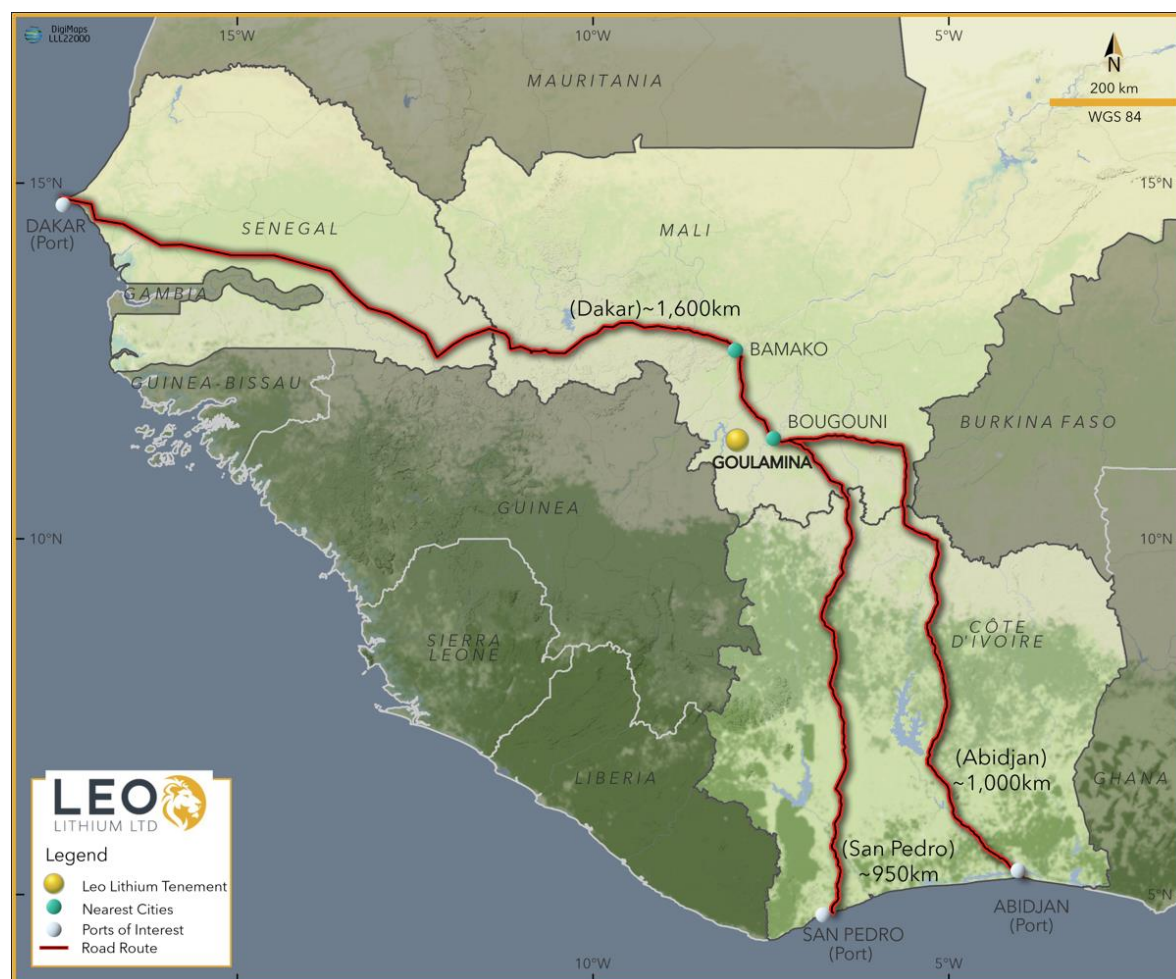 DigiMaps
LLL22000
15°W
10°W
5°W
N
200 km
WGS 84
MAURITANIA
15°N
15°N
DAKAR
(Port)
SENEGAL
MALI
GAMBIA
(Dakar)~1,600km
BAMAKO
GUINEA-BISSAU
BOUGOUNI
BURKINA FASO
GOULAMINA
GUINEA
10°N
10°N
SIERRA
LEONE
CÔTE
D'IVOIRE
LIBERIA
(Abidjan)
~1,000km
GHANA
(San Pedro)
~950km
5°N
ABIDJAN
(Port)
SAN PEDRO
(Port)
LEO
LITHIUM LTD
Legend
Leo Lithium Tenement
Nearest Cities
Ports of Interest
Road Route
15°W
10°W
5°W